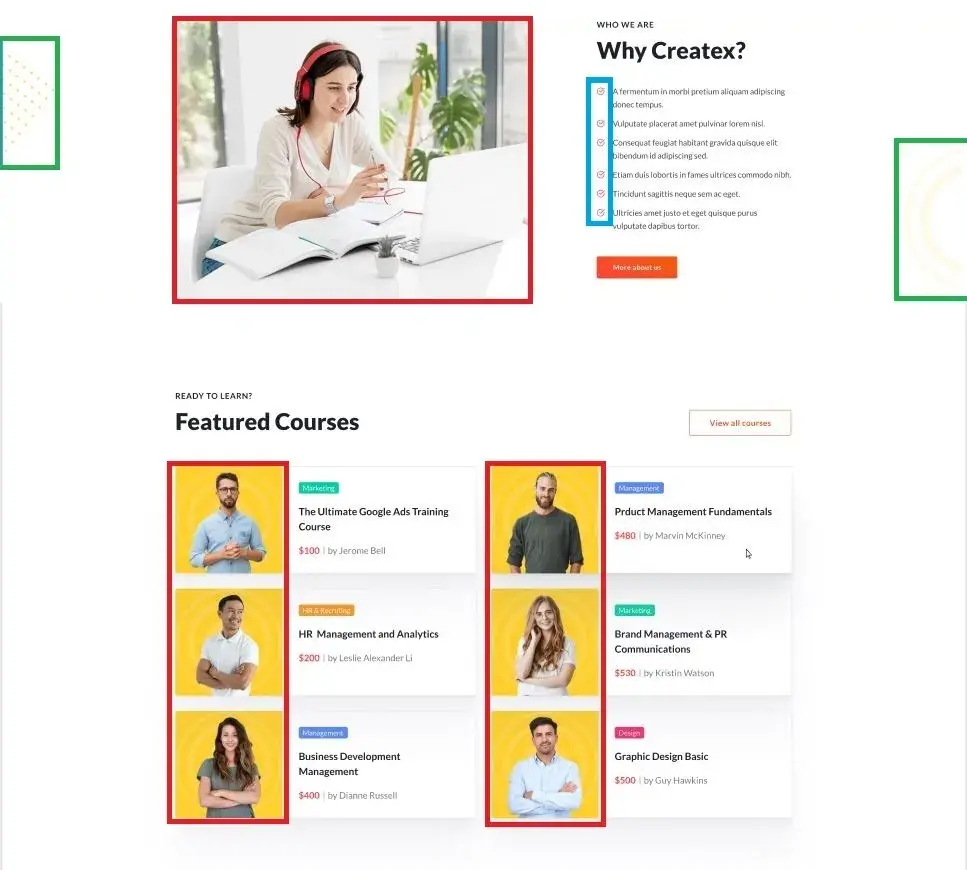 WHO WE ARE
Why Createx?
A fermentum in morbi pretium aliquam adipiscing
donec tempus.
Vulputate placerat amet pulvinar lorem nisl.
Consequat feugiat habitant gravida quisque elit
bibendum id adipiscing sed.
Etiam duis lobortis in fames ultrices commodo nibh.
Tincidunt sagittis neque sem ac eget.
Ultricies amet justo et eget quisque purus
vulputate dapibus tortor.
More about us
READY TO LEARN?
Featured Courses
View all courses
Marketing
The Ultimate Google Ads Training
Course
$100 | by Jerome Bell
Management
Prduct Management Fundamentals
$480 | by Marvin McKinney
HR & Recruting
HR Management and Analytics
$200 | by Leslie Alexander Li
Marketing
Brand Management & PR
Communications
$530 | by Kristin Watson
Management
Business Development
Management
$400 | by Dianne Russell
Design
Graphic Design Basic
$500 | by Guy Hawkins